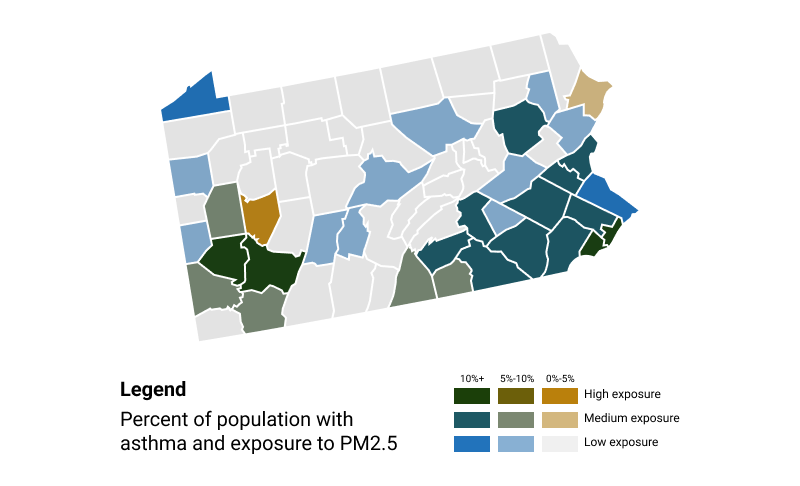 Legend
Percent of population with
asthma and exposure to PM2.5
10%+ 5%-10% 0%-5%
High exposure
Medium exposure
Low exposure